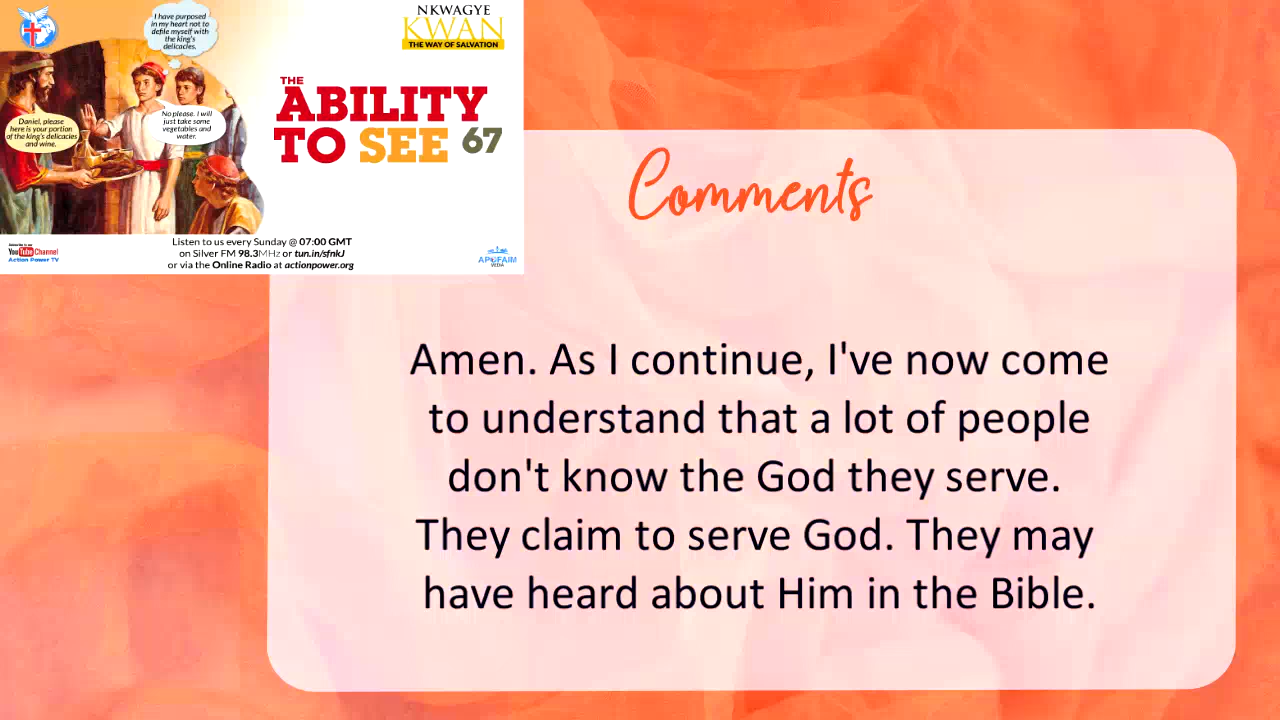 I have purposed
in my heart not to
defile myself with
the king's
delicacies.
Daniel, please
here is your portion
of the king's delicacies
and wine.
No please. I will
just take some
vegetables and
water.
NKWAGYE
KWAN
THE WAY OF SALVATION
THE
ABILITY
TO SEE 67
YouTube Channel
Action Power TV
Listen to us every Sunday @ 07:00 GMT
on Silver FM 98.3MHz or tun.in/sfnkJ
or via the Online Radio at actionpower.org
APOFAIM
MEDIA
Comments
Amen. As I continue, I've now come
to understand that a lot of people
don't know the God they serve.
They claim to serve God. They may
have heard about Him in the Bible.